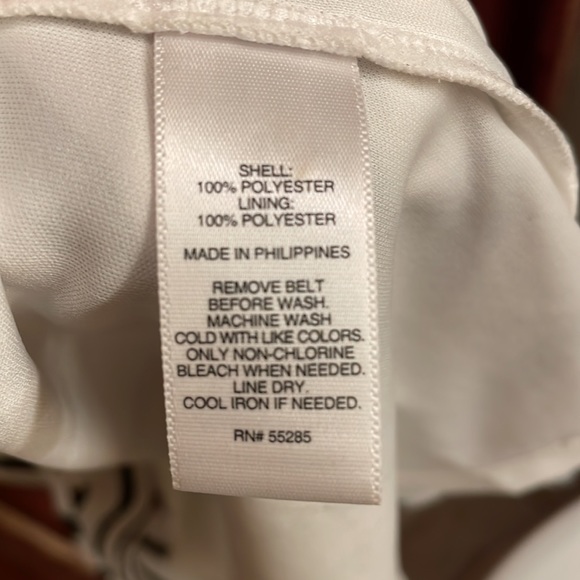 SHELL:
100% POLYESTER
LINING:
100% POLYESTER
MADE IN PHILIPPINES
REMOVE BELT
BEFORE WASH.
MACHINE WASH
COLD WITH LIKE COLORS.
ONLY NON-CHLORINE
BLEACH WHEN NEEDED.
LINE DRY.
COOL IRON IF NEEDED.
RN# 55285